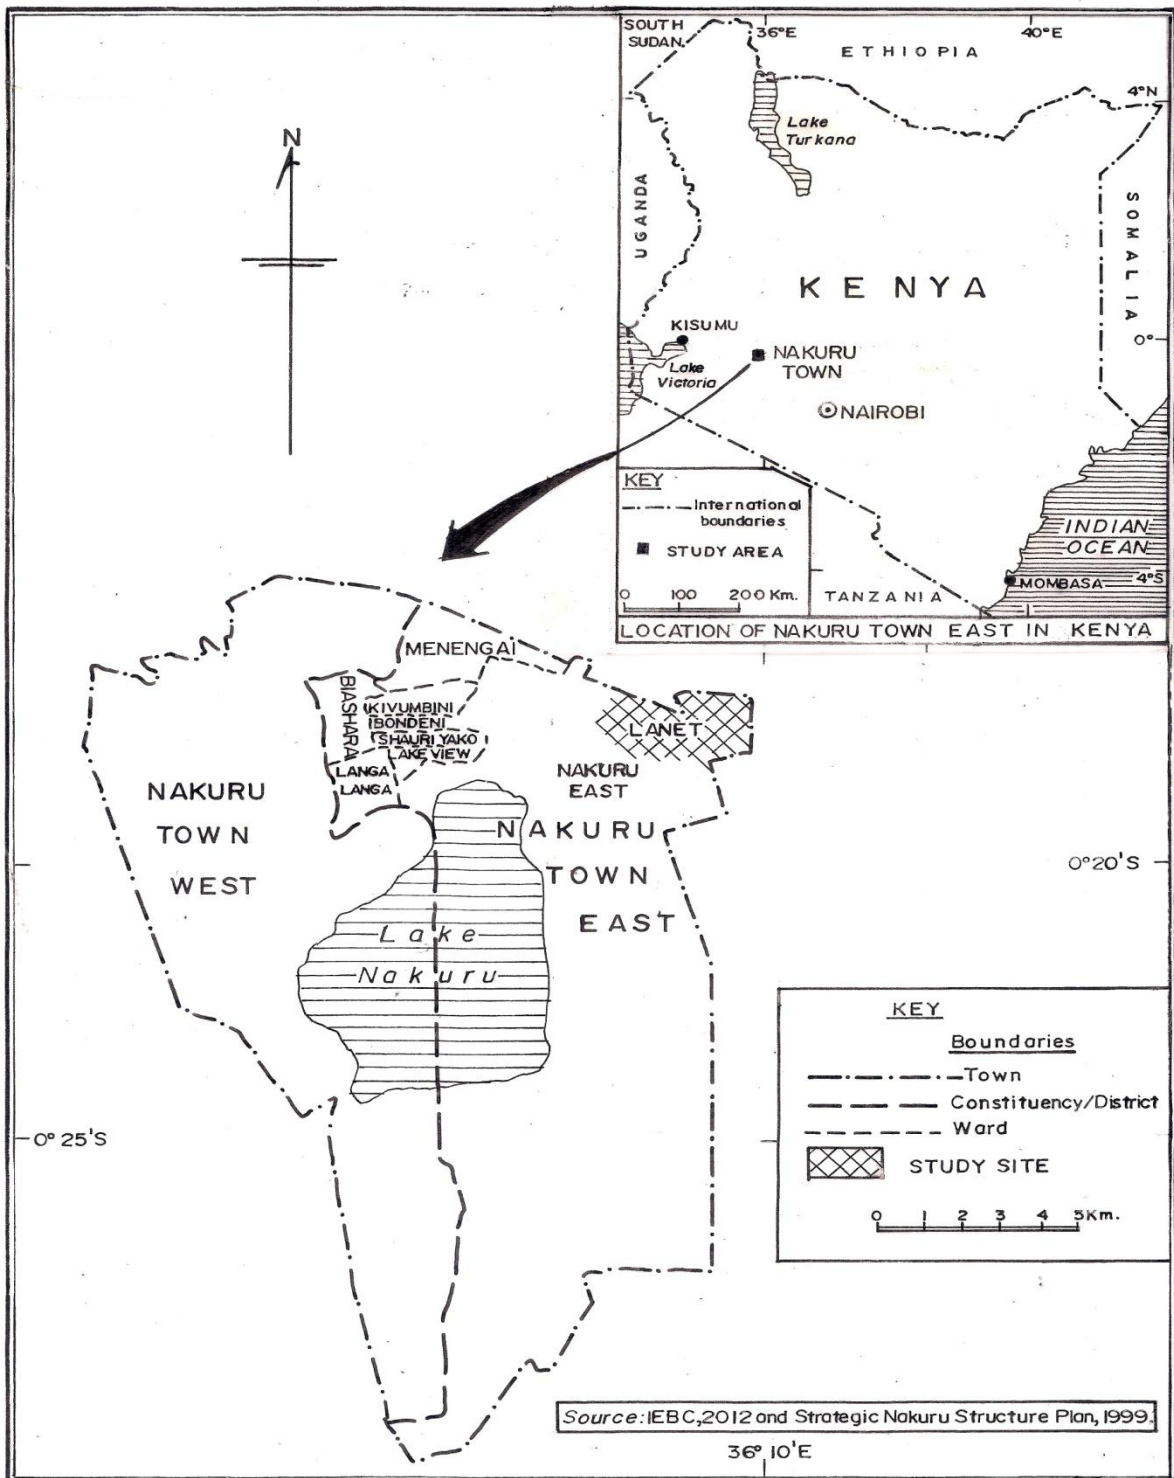 SOUTH
SUDAN.
36°E
40°E
ETHIOPIA
4°N
Lake
Turkana
UGANDA
SOMALIA
KENYA
KISUMU
0°
Lake
Victoria
NAKURU
TOWN
NAIROBI
KEY
International
boundaries
STUDY AREA
0 100 200 Km.
TANZANIA
INDIAN
OCEAN
MOMBASA
4°S
LOCATION OF NAKURU TOWN EAST IN KENYA
N
MENENGAI
BIASHARA
KIVUMBINI
BONDENI
SHAURI YAKO
LAKE VIEW
LANGA
LANGA
LANET
NAKURU
EAST
NAKURU
TOWN
WEST
NAKURU
TOWN
EAST
0° 20'S
Lake
Nakuru
0° 25'S
KEY
Boundaries
Town
Constituency/District
Ward
STUDY SITE
0 1 2 3 4 5Km.
Source: IEBC, 2012 and Strategic Nakuru Structure Plan, 1999.
36° 10'E